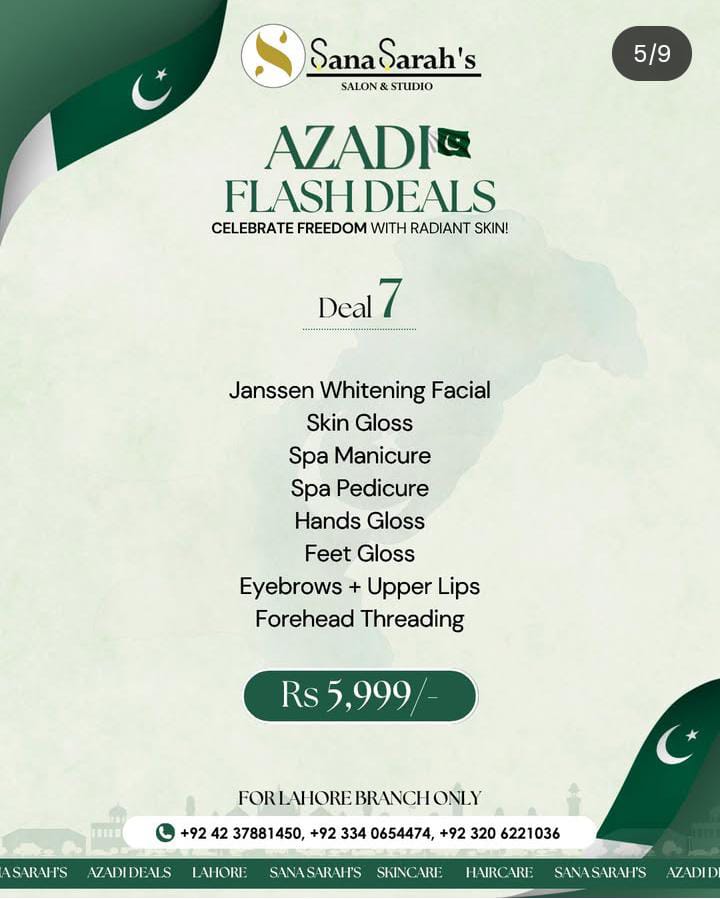 5/9
Sana Sarah's
SALON & STUDIO
AZADI
FLASH DEALS
CELEBRATE FREEDOM WITH RADIANT SKIN!
Deal 7
Janssen Whitening Facial
Skin Gloss
Spa Manicure
Spa Pedicure
Hands Gloss
Feet Gloss
Eyebrows + Upper Lips
Forehead Threading
Rs 5,999/-
FOR LAHORE BRANCH ONLY
+92 42 37881450, +92 334 0654474, +92 320 6221036
NA SARAH'S AZADI DEALS LAHORE SANA SARAH'S SKINCARE HAIRCARE SANA SARAH'S AZADI DE